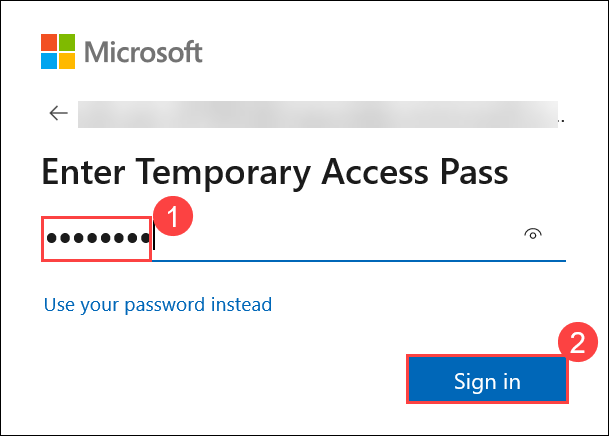 Microsoft
Enter Temporary Access Pass
1
••••••••
Use your password instead
2
Sign in